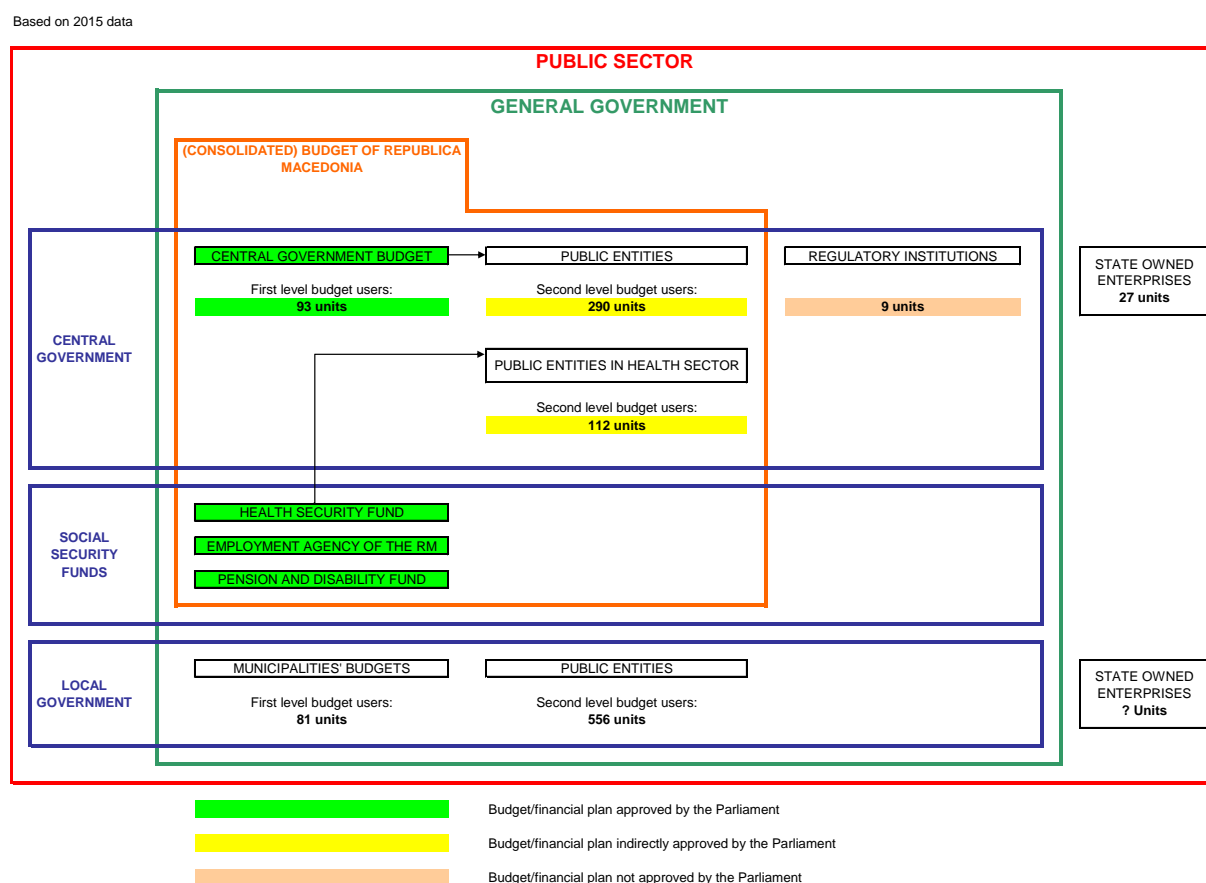 Based on 2015 data
PUBLIC SECTOR
GENERAL GOVERNMENT
(CONSOLIDATED) BUDGET OF REPUBLICA
MACEDONIA
CENTRAL
GOVERNMENT
CENTRAL GOVERNMENT BUDGET
First level budget users:
93 units
PUBLIC ENTITIES
Second level budget users:
290 units
REGULATORY INSTITUTIONS
9 units
STATE OWNED
ENTERPRISES
27 units
PUBLIC ENTITIES IN HEALTH SECTOR
Second level budget users:
112 units
SOCIAL
SECURITY
FUNDS
HEALTH SECURITY FUND
EMPLOYMENT AGENCY OF THE RM
PENSION AND DISABILITY FUND
LOCAL
GOVERNMENT
MUNICIPALITIES' BUDGETS
First level budget users:
81 units
PUBLIC ENTITIES
Second level budget users:
556 units
STATE OWNED
ENTERPRISES
? Units
Budget/financial plan approved by the Parliament
Budget/financial plan indirectly approved by the Parliament
Budget/financial plan not approved by the Parliament